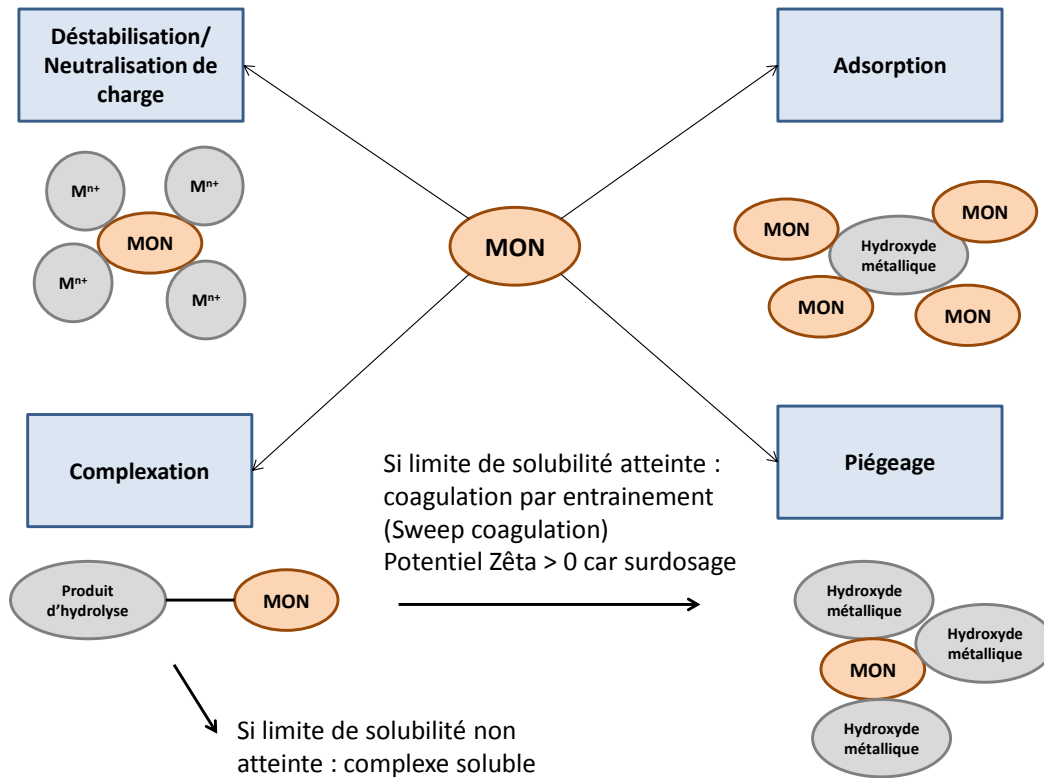 Déstabilisation/
Neutralisation de
charge
Adsorption
Mⁿ⁺
Mⁿ⁺
MON
Mⁿ⁺
Mⁿ⁺
MON
MON
MON
Hydroxyde
métallique
MON
MON
Complexation
Piégeage
Si limite de solubilité atteinte :
coagulation par entrainement
(Sweep coagulation)
Potentiel Zêta > 0 car surdosage
Produit
d'hydrolyse
MON
Hydroxyde
métallique
Hydroxyde
métallique
MON
Hydroxyde
métallique
Si limite de solubilité non
atteinte : complexe soluble